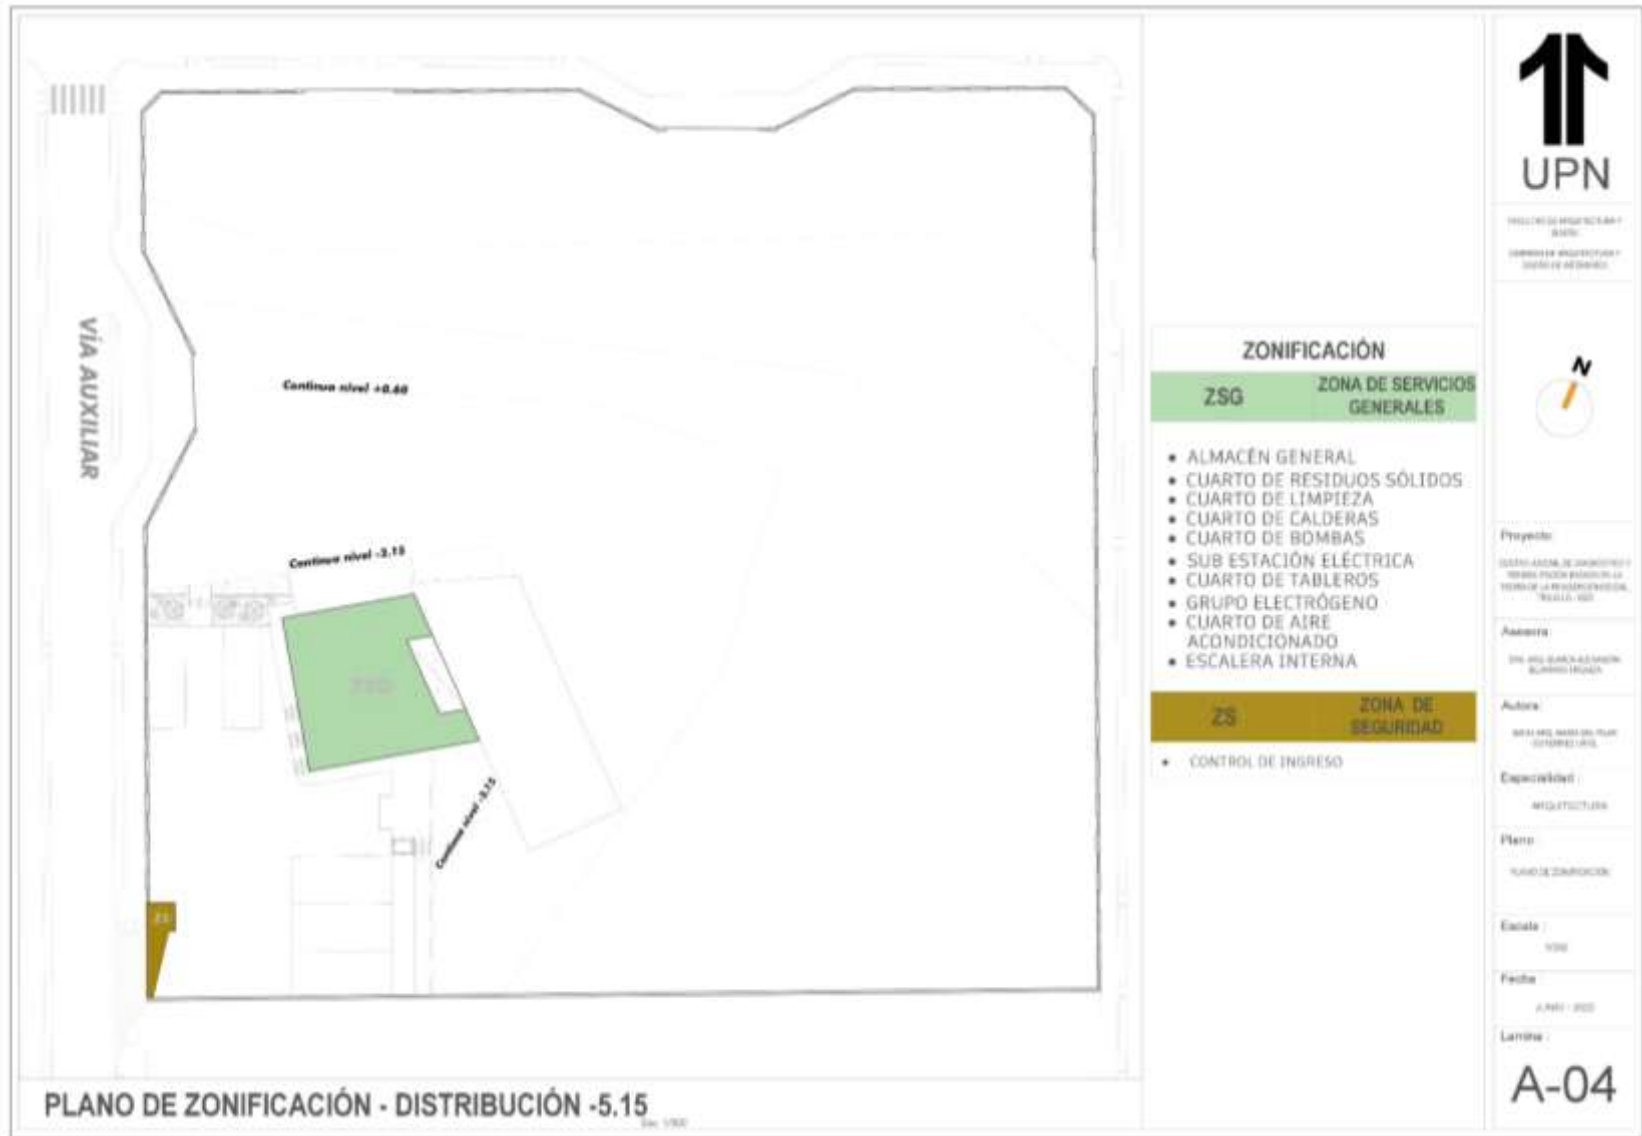 VÍA AUXILIAR
Continua nivel +0.60
Continua nivel -3.15
ZSG
Continua nivel -3.15
ZS
PLANO DE ZONIFICACIÓN - DISTRIBUCIÓN -5.15
ZONIFICACIÓN
ZSG
ZONA DE SERVICIOS
GENERALES
• ALMACÉN GENERAL
• CUARTO DE RESIDUOS SÓLIDOS
• CUARTO DE LIMPIEZA
• CUARTO DE CALDERAS
• CUARTO DE BOMBAS
• SUB ESTACIÓN ELÉCTRICA
• CUARTO DE TABLEROS
• GRUPO ELECTRÓGENO
• CUARTO DE AIRE
ACONDICIONADO
• ESCALERA INTERNA
ZS
ZONA DE
SEGURIDAD
• CONTROL DE INGRESO
UPN
N
Proyecto:
Asesora:
Autora:
Especialidad:
ARQUITECTURA
Plano:
PLANO DE ZONIFICACIÓN
Escala :
Fecha
Lamina :
A-04